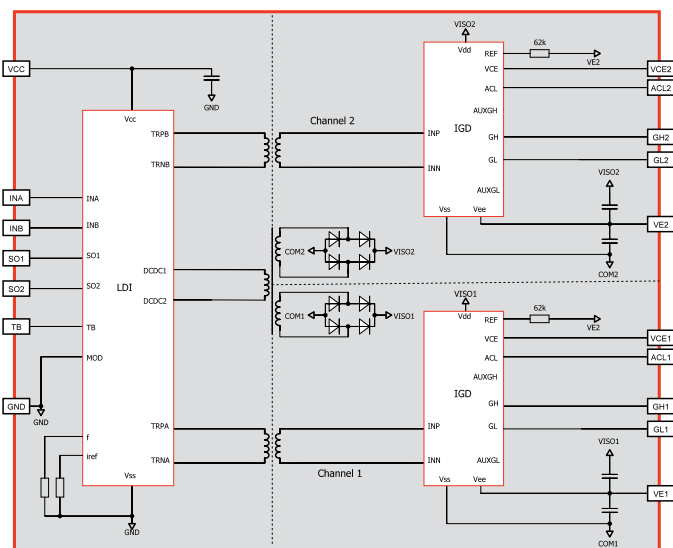 VISO2
VCC
Vcc
GND
Vdd
REF
62k
VE2
VCE
VCE2
ACL
ACL2
AUXGH
Channel 2
TRPB
INP
IGD
GH
GH2
TRNB
INN
GL
GL2
AUXGL
VISO2
INA
INA
INB
INB
Vss
Vee
VE2
SO1
SO1
COM2
VISO2
COM2
SO2
SO2
DCDC1
LDI
DCDC2
TB
TB
COM1
VISO1
VISO1
Vdd
REF
62k
VE2
VCE
VCE1
MOD
ACL
ACL1
AUXGH
IGD
GND
GND
GH
GH1
TRPA
INP
GL
GL1
f
VISO1
iref
TRNA
INN
AUXGL
Channel 1
Vss
Vss
Vee
VE1
GND
COM1